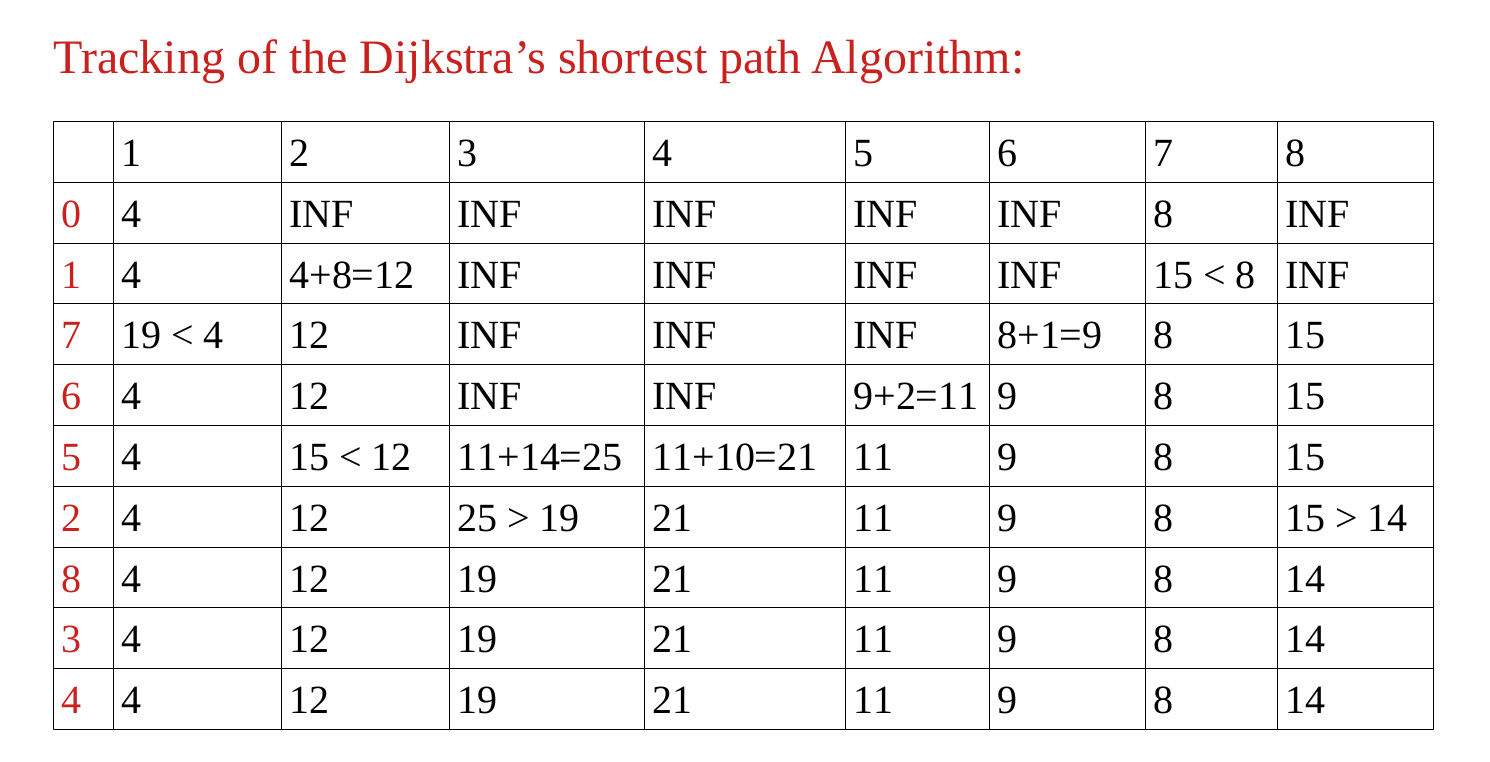 Tracking of the Dijkstra’s shortest path Algorithm:
1 2 3 4 5 6 7 8
0 4 INF INF INF INF INF 8 INF
1 4 4+8=12 INF INF INF INF 15 < 8 INF
7 19 < 4 12 INF INF INF 8+1=9 8 15
6 4 12 INF INF 9+2=11 9 8 15
5 4 15 < 12 11+14=25 11+10=21 11 9 8 15
2 4 12 25 > 19 21 11 9 8 15 > 14
8 4 12 19 21 11 9 8 14
3 4 12 19 21 11 9 8 14
4 4 12 19 21 11 9 8 14